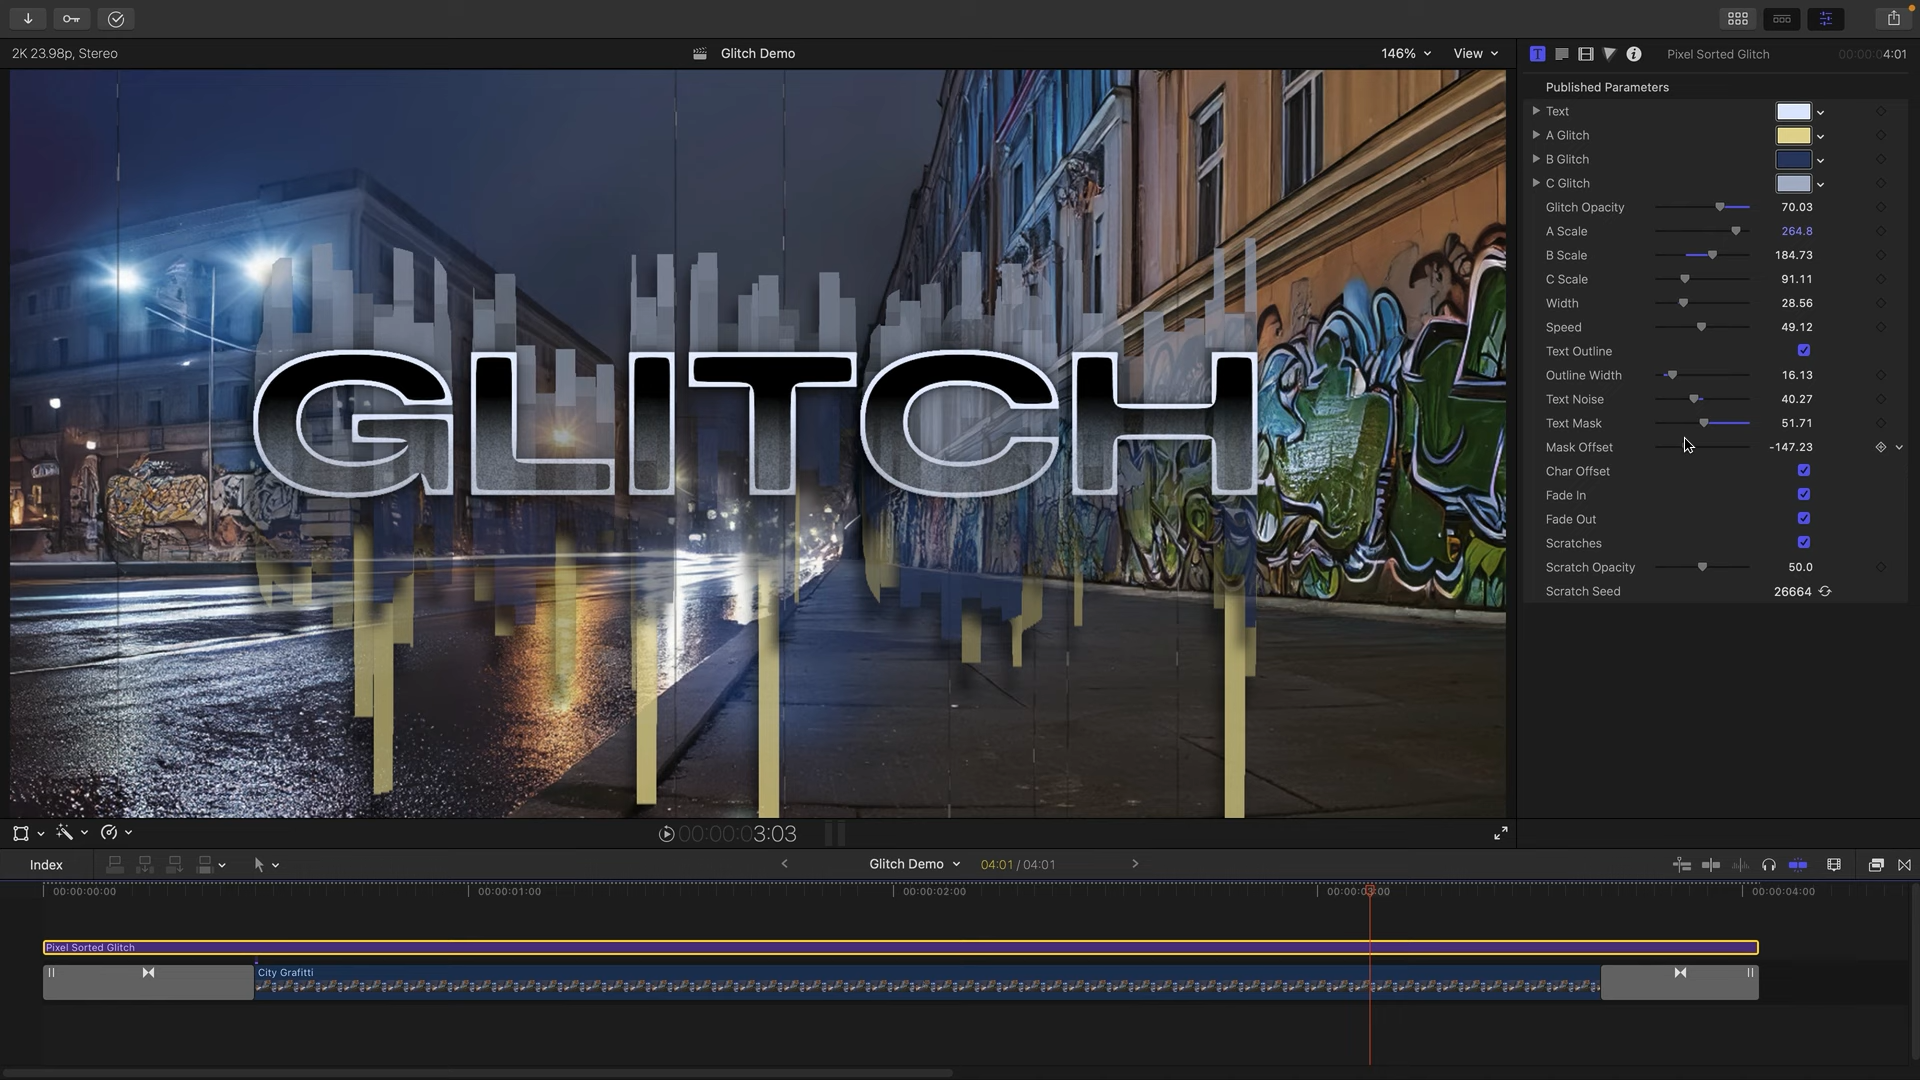 2K 23.98p, Stereo
Glitch Demo
146%
View
Pixel Sorted Glitch
00:00:00:04:01
Published Parameters
Text
A Glitch
B Glitch
C Glitch
Glitch Opacity 70.03
A Scale 264.8
B Scale 184.73
C Scale 91.11
Width 28.56
Speed 49.12
Text Outline
Outline Width 16.13
Text Noise 40.27
Text Mask 51.71
Mask Offset -147.23
Char Offset
Fade In
Fade Out
Scratches
Scratch Opacity 50.0
Scratch Seed 26664
GLITCH
00:00:00:03:03
Index
Glitch Demo
04:01 / 04:01
00:00:00:00
00:00:01:00
00:00:02:00
00:00:03:00
00:00:04:00
Pixel Sorted Glitch
City Grafitti